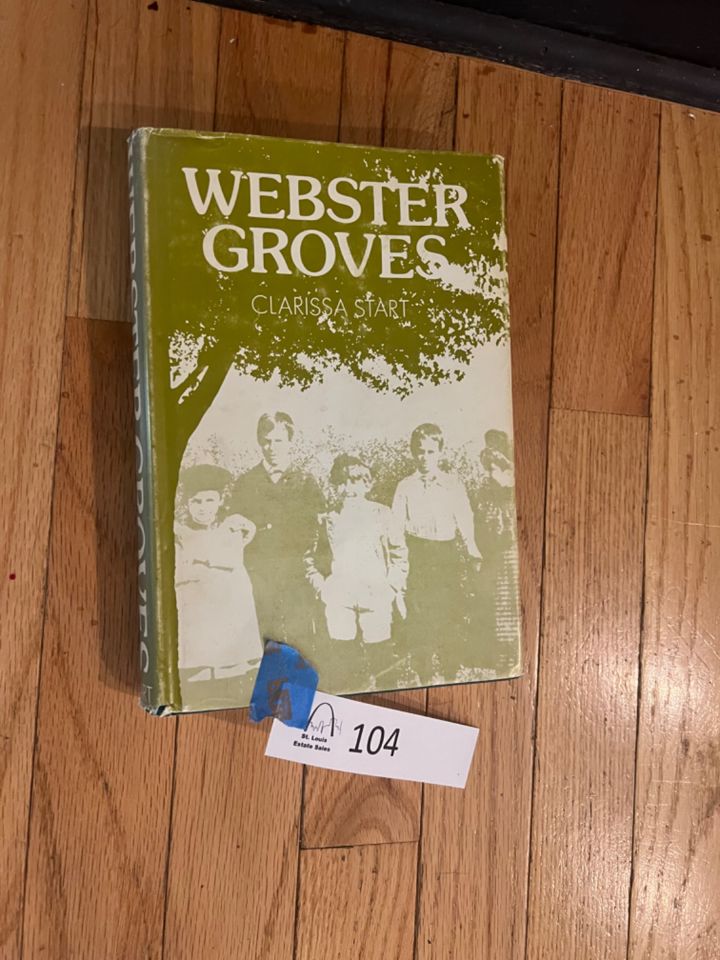 WEBSTER
GROVES
CLARISSA START
WEBSTER GROVES
St. Louis
Estate Sales
104